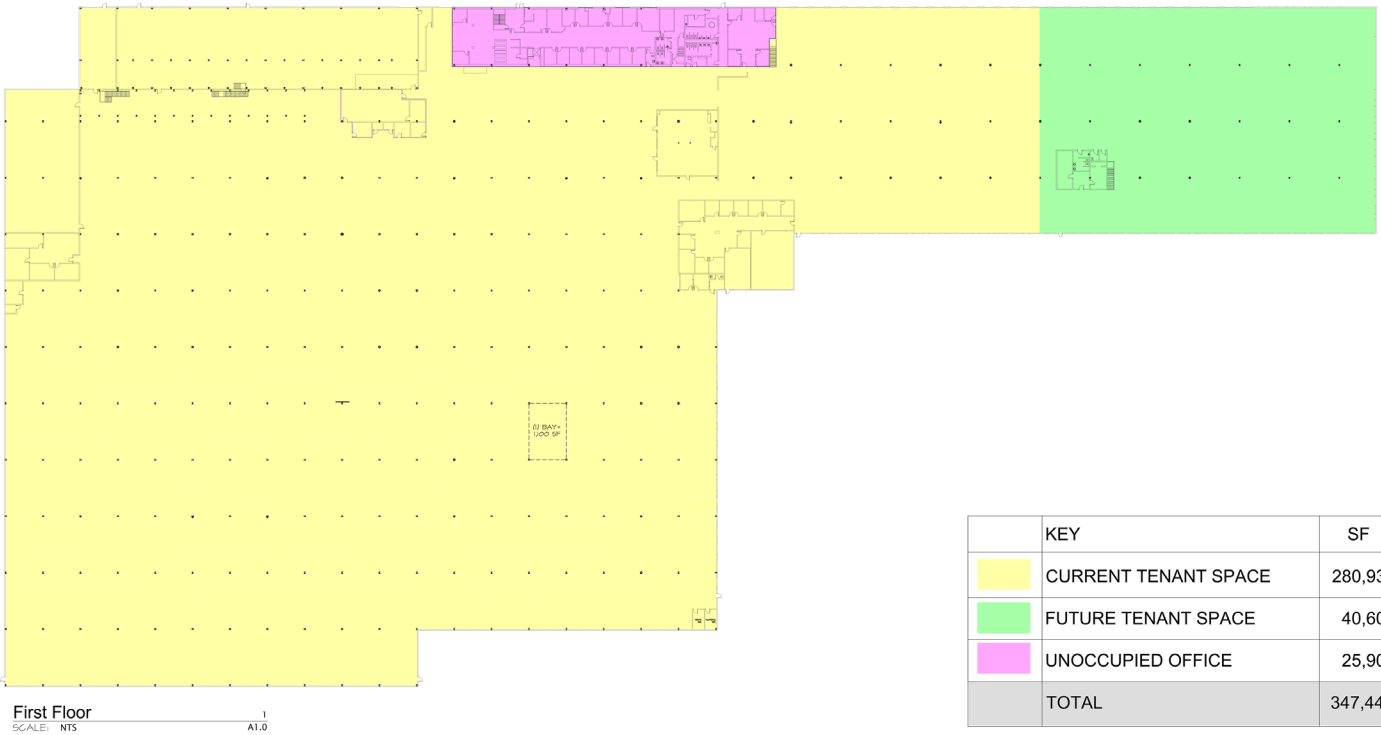 (1) BAY=
1,100 SF
KEY SF
CURRENT TENANT SPACE 280,93
FUTURE TENANT SPACE 40,60
UNOCCUPIED OFFICE 25,90
TOTAL 347,44
First Floor 1
SCALE: NTS A1.0